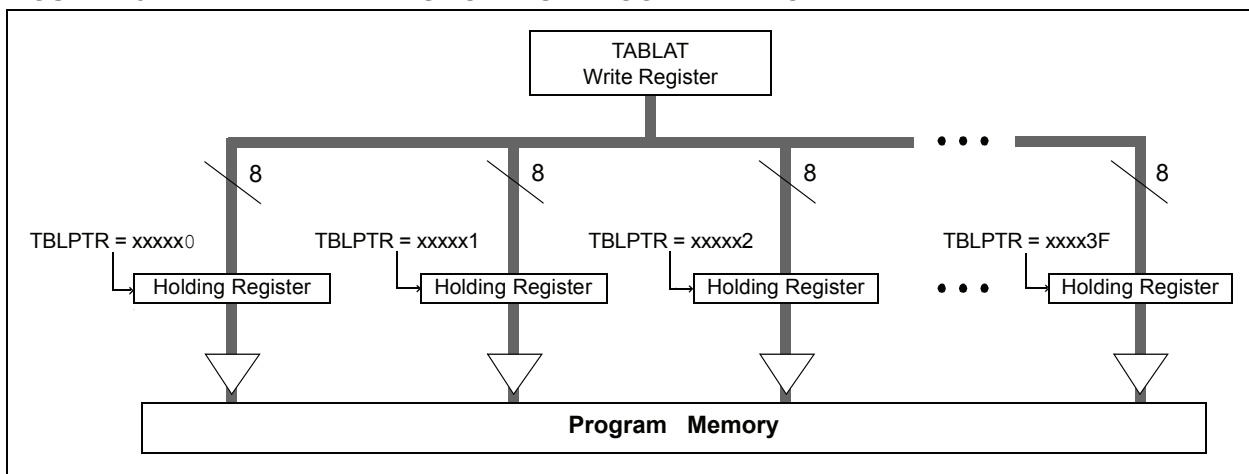 TABLAT
Write Register
8
8
8
8
TBLPTR = xxxxx0
TBLPTR = xxxxx1
TBLPTR = xxxxx2
TBLPTR = xxxx3F
Holding Register
Holding Register
Holding Register
Holding Register
Program Memory